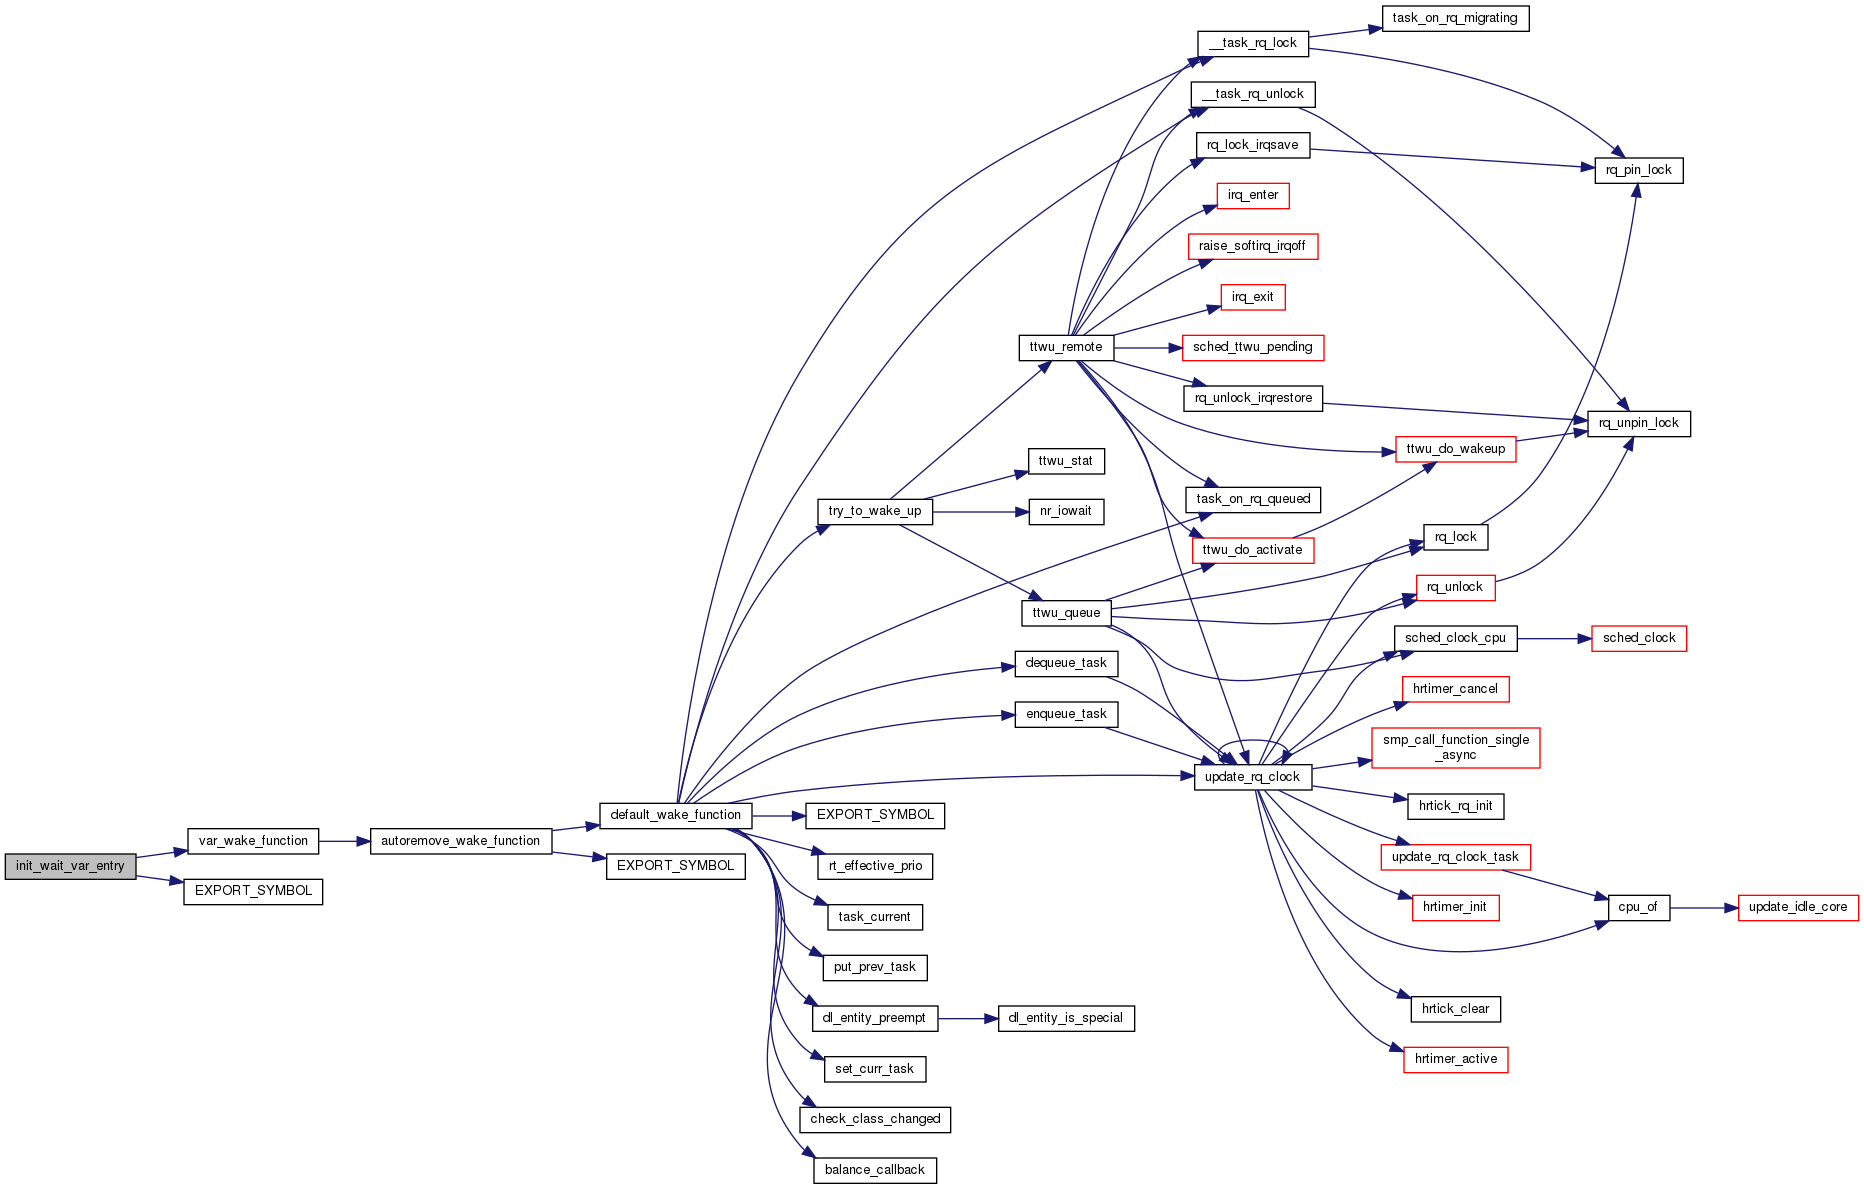 task_on_rq_migrating
__task_rq_lock
__task_rq_unlock
rq_lock_irqsave
rq_pin_lock
irq_enter
raise_softirq_irqoff
irq_exit
ttwu_remote
sched_ttwu_pending
rq_unlock_irqrestore
rq_unpin_lock
ttwu_do_wakeup
ttwu_stat
task_on_rq_queued
try_to_wake_up
nr_iowait
rq_lock
ttwu_do_activate
rq_unlock
ttwu_queue
sched_clock_cpu
sched_clock
dequeue_task
hrtimer_cancel
enqueue_task
smp_call_function_single
_async
update_rq_clock
hrtick_rq_init
default_wake_function
EXPORT_SYMBOL
var_wake_function
autoremove_wake_function
update_rq_clock_task
init_wait_var_entry
EXPORT_SYMBOL
rt_effective_prio
EXPORT_SYMBOL
hrtimer_init
cpu_of
update_idle_core
task_current
put_prev_task
hrtick_clear
dl_entity_preempt
dl_entity_is_special
hrtimer_active
set_curr_task
check_class_changed
balance_callback